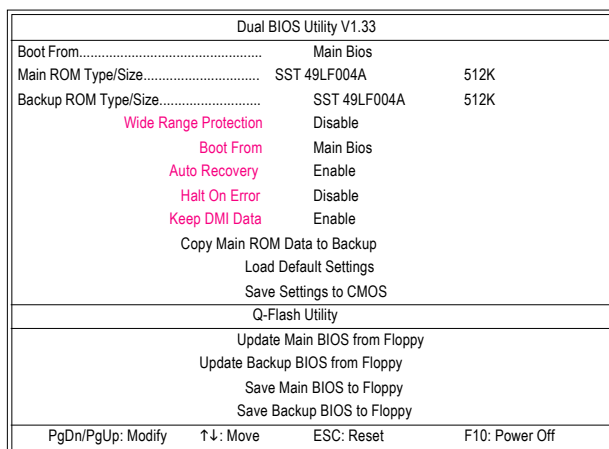 Dual BIOS Utility V1.33
Boot From................................................ Main Bios
Main ROM Type/Size.............................. SST 49LF004A 512K
Backup ROM Type/Size........................... SST 49LF004A 512K
Wide Range Protection Disable
Boot From Main Bios
Auto Recovery Enable
Halt On Error Disable
Keep DMI Data Enable
Copy Main ROM Data to Backup
Load Default Settings
Save Settings to CMOS
Q-Flash Utility
Update Main BIOS from Floppy
Update Backup BIOS from Floppy
Save Main BIOS to Floppy
Save Backup BIOS to Floppy
PgDn/PgUp: Modify ↑↓: Move ESC: Reset F10: Power Off